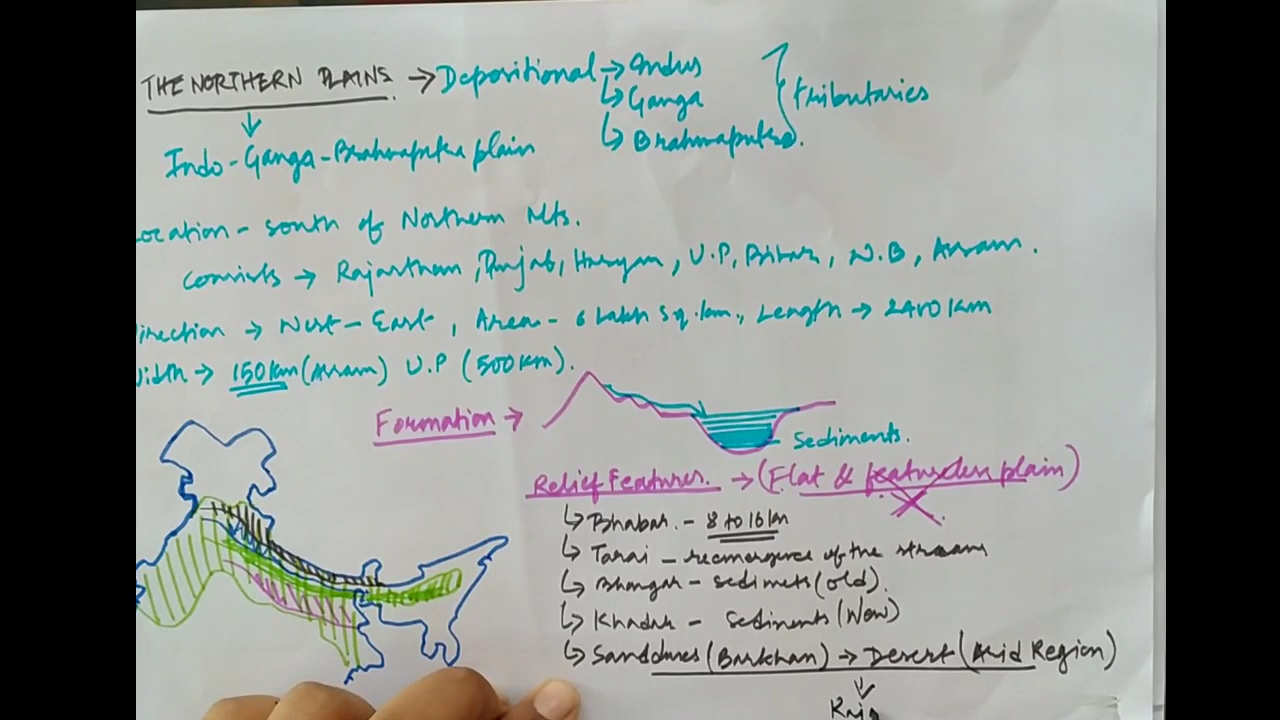 THE NORTHERN PLAINS. → Depositional → Indus
↳ Ganga
↳ Brahmaputra.
} tributaries
↓
Indo-Ganga-Brahmaputra plain
ocation - South of Northern Mts.
Consists → Rajasthan, Punjab, Haryana, U.P, Bihar, W.B, Assam.
irection → West-East, Area - 6 lakh Sq.km., Length → 2400 Km
idth → 150 km (Assam) U.P (500 km).
Formation →
Sediments.
Relief Features. → (Flat & featureless plain)
↳ Bhabar. - 8 to 16 km
↳ Tarai - reemergence of the streams
↳ Bhangar - sediments (old).
↳ Khadar - Sediments (New)
↳ Sanddunes (Barkhan) → Desert (Arid Region)
↓
Raj